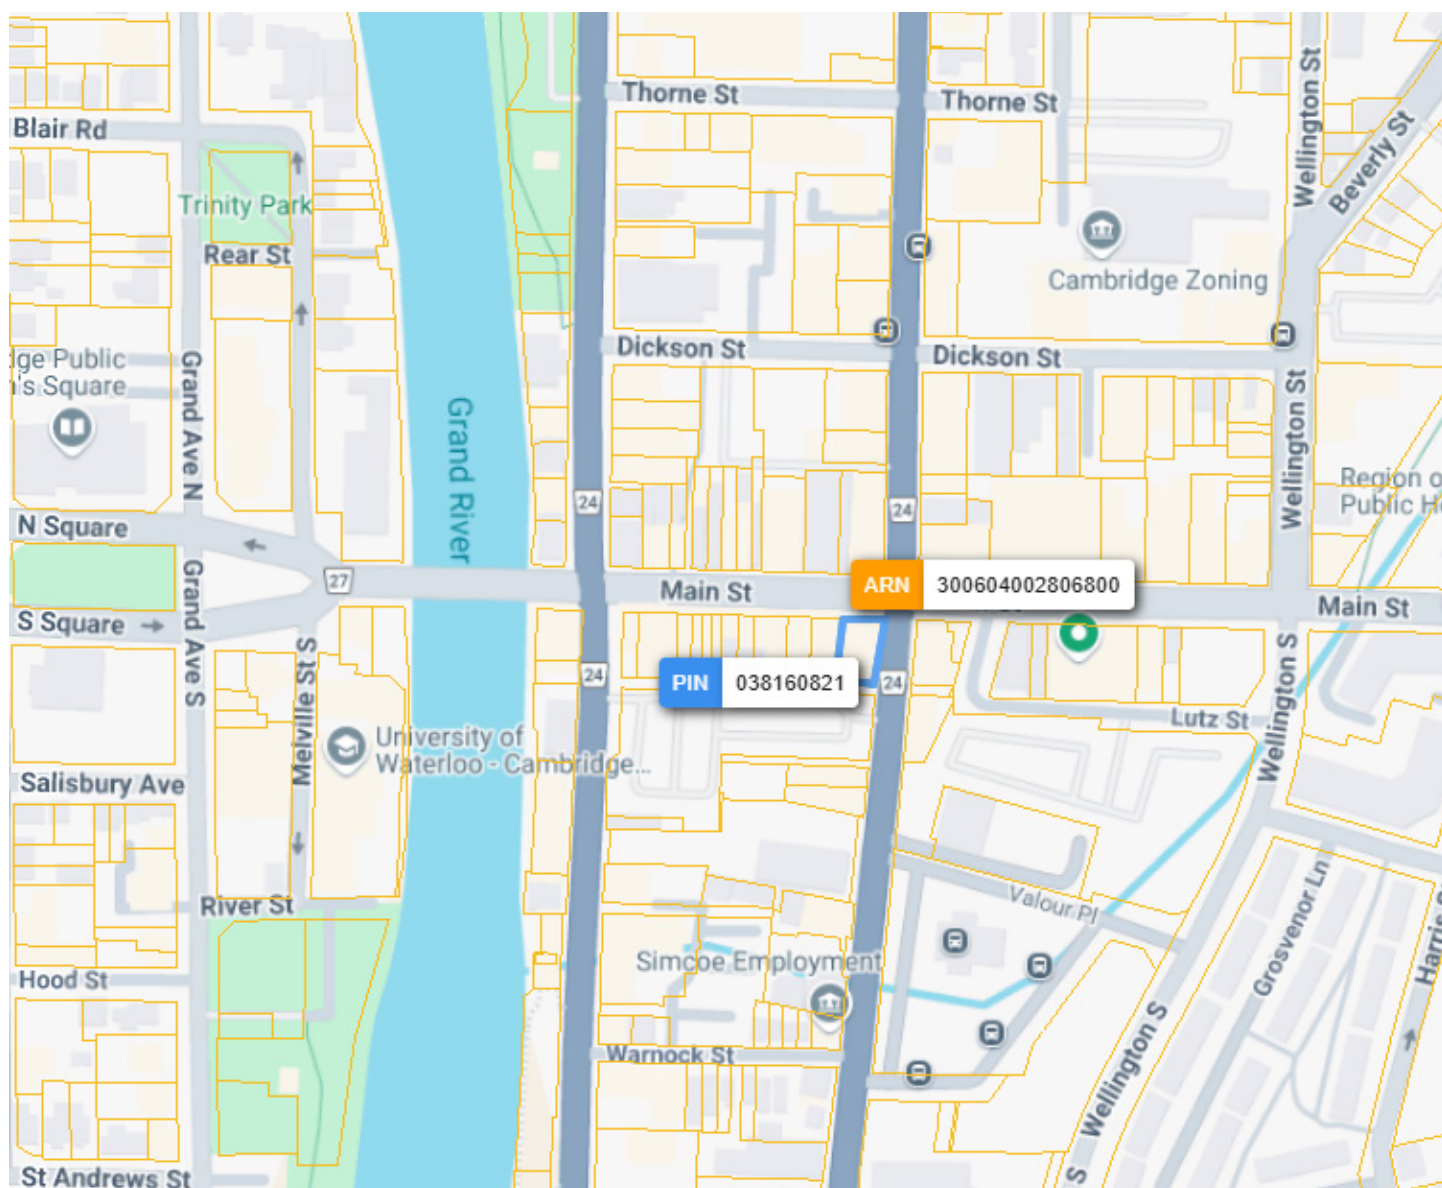 Thorne St
Thorne St
Blair Rd
Wellington St
Beverly St
Trinity Park
Rear St
Cambridge Zoning
Dickson St
Dickson St
dge Public
n's Square
Grand Ave N
Grand River
Wellington St
Region o
Public He
24
24
N Square
27
Main St
ARN 300604002806800
Main St
S Square
Grand Ave S
Melville St S
24
PIN 038160821
24
Wellington S
Lutz St
University of
Waterloo - Cambridge...
Salisbury Ave
River St
Valour Pl
Grosvenor Ln
Harris
Simcoe Employment
Hood St
Warnock St
Wellington S
St Andrews St
S